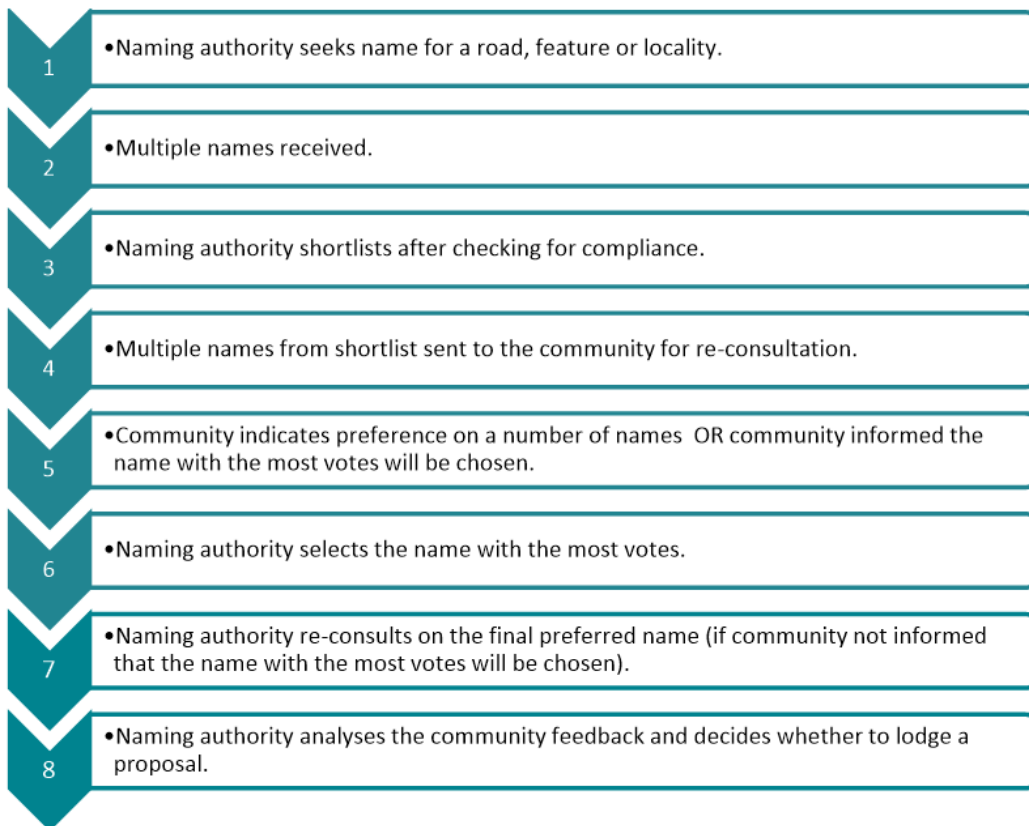 1
•Naming authority seeks name for a road, feature or locality.
2
•Multiple names received.
3
•Naming authority shortlists after checking for compliance.
4
•Multiple names from shortlist sent to the community for re-consultation.
5
•Community indicates preference on a number of names  OR community informed the
name with the most votes will be chosen.
6
•Naming authority selects the name with the most votes.
7
•Naming authority re-consults on the final preferred name (if community not informed
that the name with the most votes will be chosen).
8
•Naming authority analyses the community feedback and decides whether to lodge a
proposal.